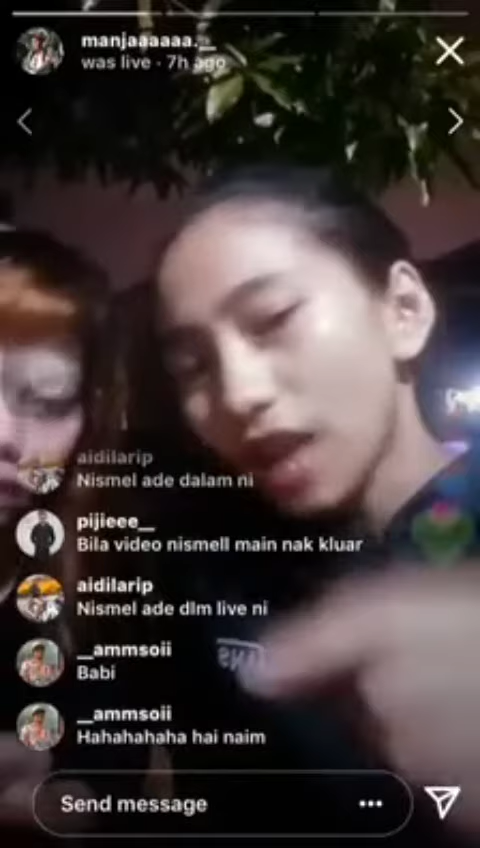 manjaaaaaa.__
was live · 7h ago
aidilarip
Nismel ade dalam ni
pijieee__
Bila video nismell main nak kluar
aidilarip
Nismel ade dlm live ni
__ammsoii
Babi
__ammsoii
Hahahahaha hai naim
Send message